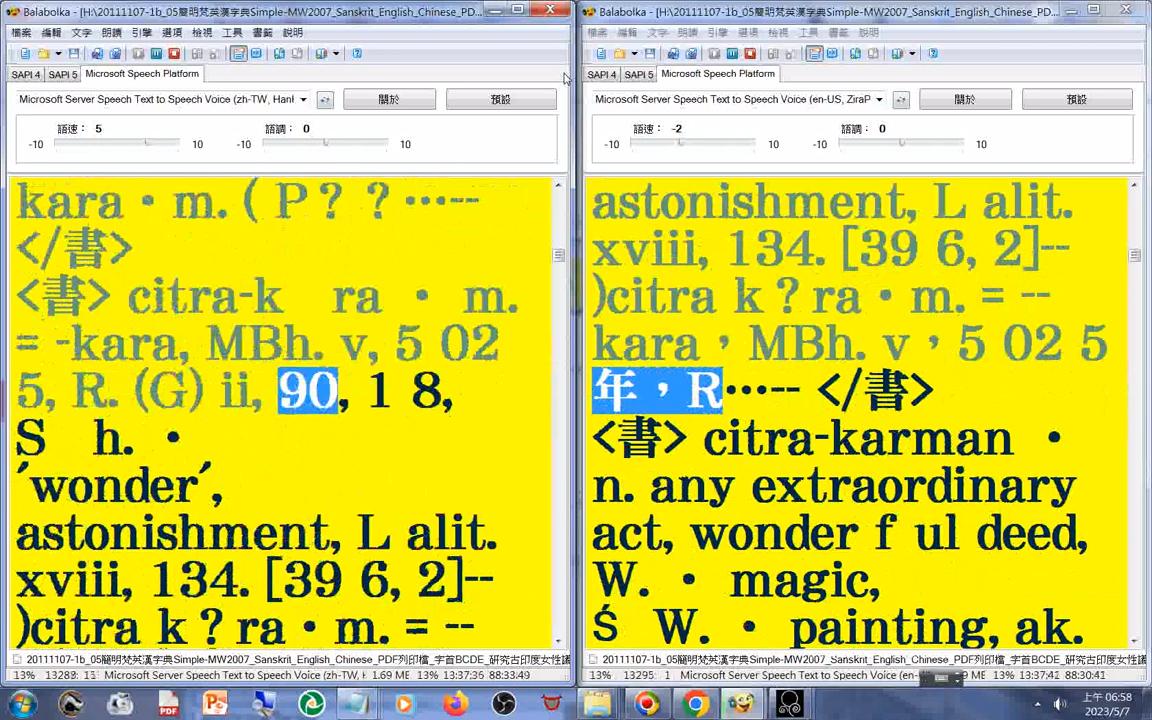 Balabolka - [H:\20111107-1b_05簡明梵英漢字典Simple-MW2007_Sanskrit_English_Chinese_PD...
檔案 編輯 文字 朗讀 引擎 選項 檢視 工具 書籤 說明
SAPI 4 SAPI 5 Microsoft Speech Platform
Microsoft Server Speech Text to Speech Voice (zh-TW, Hanl 關於 預設
語速： 5 語調： 0
-10 10 -10 10
kara・m. ( P ? ? …--
</書>
<書> citra-k ra ・ m.
= -kara, MBh. v, 5 02
5, R. (G) ii, 90, 1 8,
S h. ・
'wonder',
astonishment, L alit.
xviii, 134. [39 6, 2]--
)citra k ? ra・m. = --
20111107-1b_05簡明梵英漢字典Simple-MW2007_Sanskrit_English_Chinese_PDF列印檔_字首BCDE_研究古印度女性議
13% 13282: 1 Microsoft Server Speech Text to Speech Voice (zh-TW, H 1.69 ME 13% 13:37:36 88:33:49
Balabolka - [H:\20111107-1b_05簡明梵英漢字典Simple-MW2007_Sanskrit_English_Chinese_PD...
檔案 編輯 文字 朗讀 引擎 選項 檢視 工具 書籤 說明
SAPI 4 SAPI 5 Microsoft Speech Platform
Microsoft Server Speech Text to Speech Voice (en-US, ZiraP 關於 預設
語速： -2 語調： 0
-10 10 -10 10
astonishment, L alit.
xviii, 134. [39 6, 2]--
)citra k ? ra・m. = --
kara，MBh. v，5 02 5
年，R…-- </書>
<書> citra-karman ・
n. any extraordinary
act, wonder f ul deed,
W. ・ magic,
Ś W. ・ painting, ak.
20111107-1b_05簡明梵英漢字典Simple-MW2007_Sanskrit_English_Chinese_PDF列印檔_字首BCDE_研究古印度女性議
13% 13295: Microsoft Server Speech Text to Speech Voice (en-US, 1.69 ME 13% 13:37:42 88:30:41
上午 06:58
2023/5/7